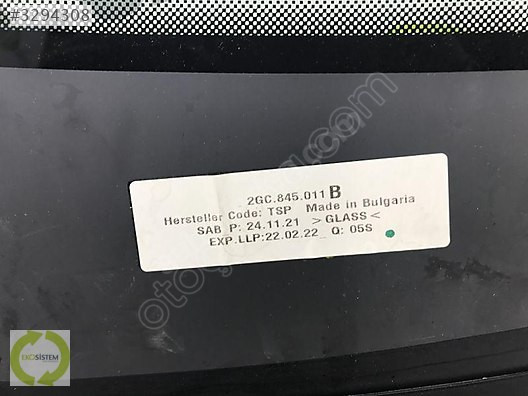 #3294308
2GC.845.011 B
Hersteller Code: TSP Made in Bulgaria
SAB P: 24.11.21 >GLASS<
EXP.LLP:22.02.22 Q: 05S
EKOSİSTEM